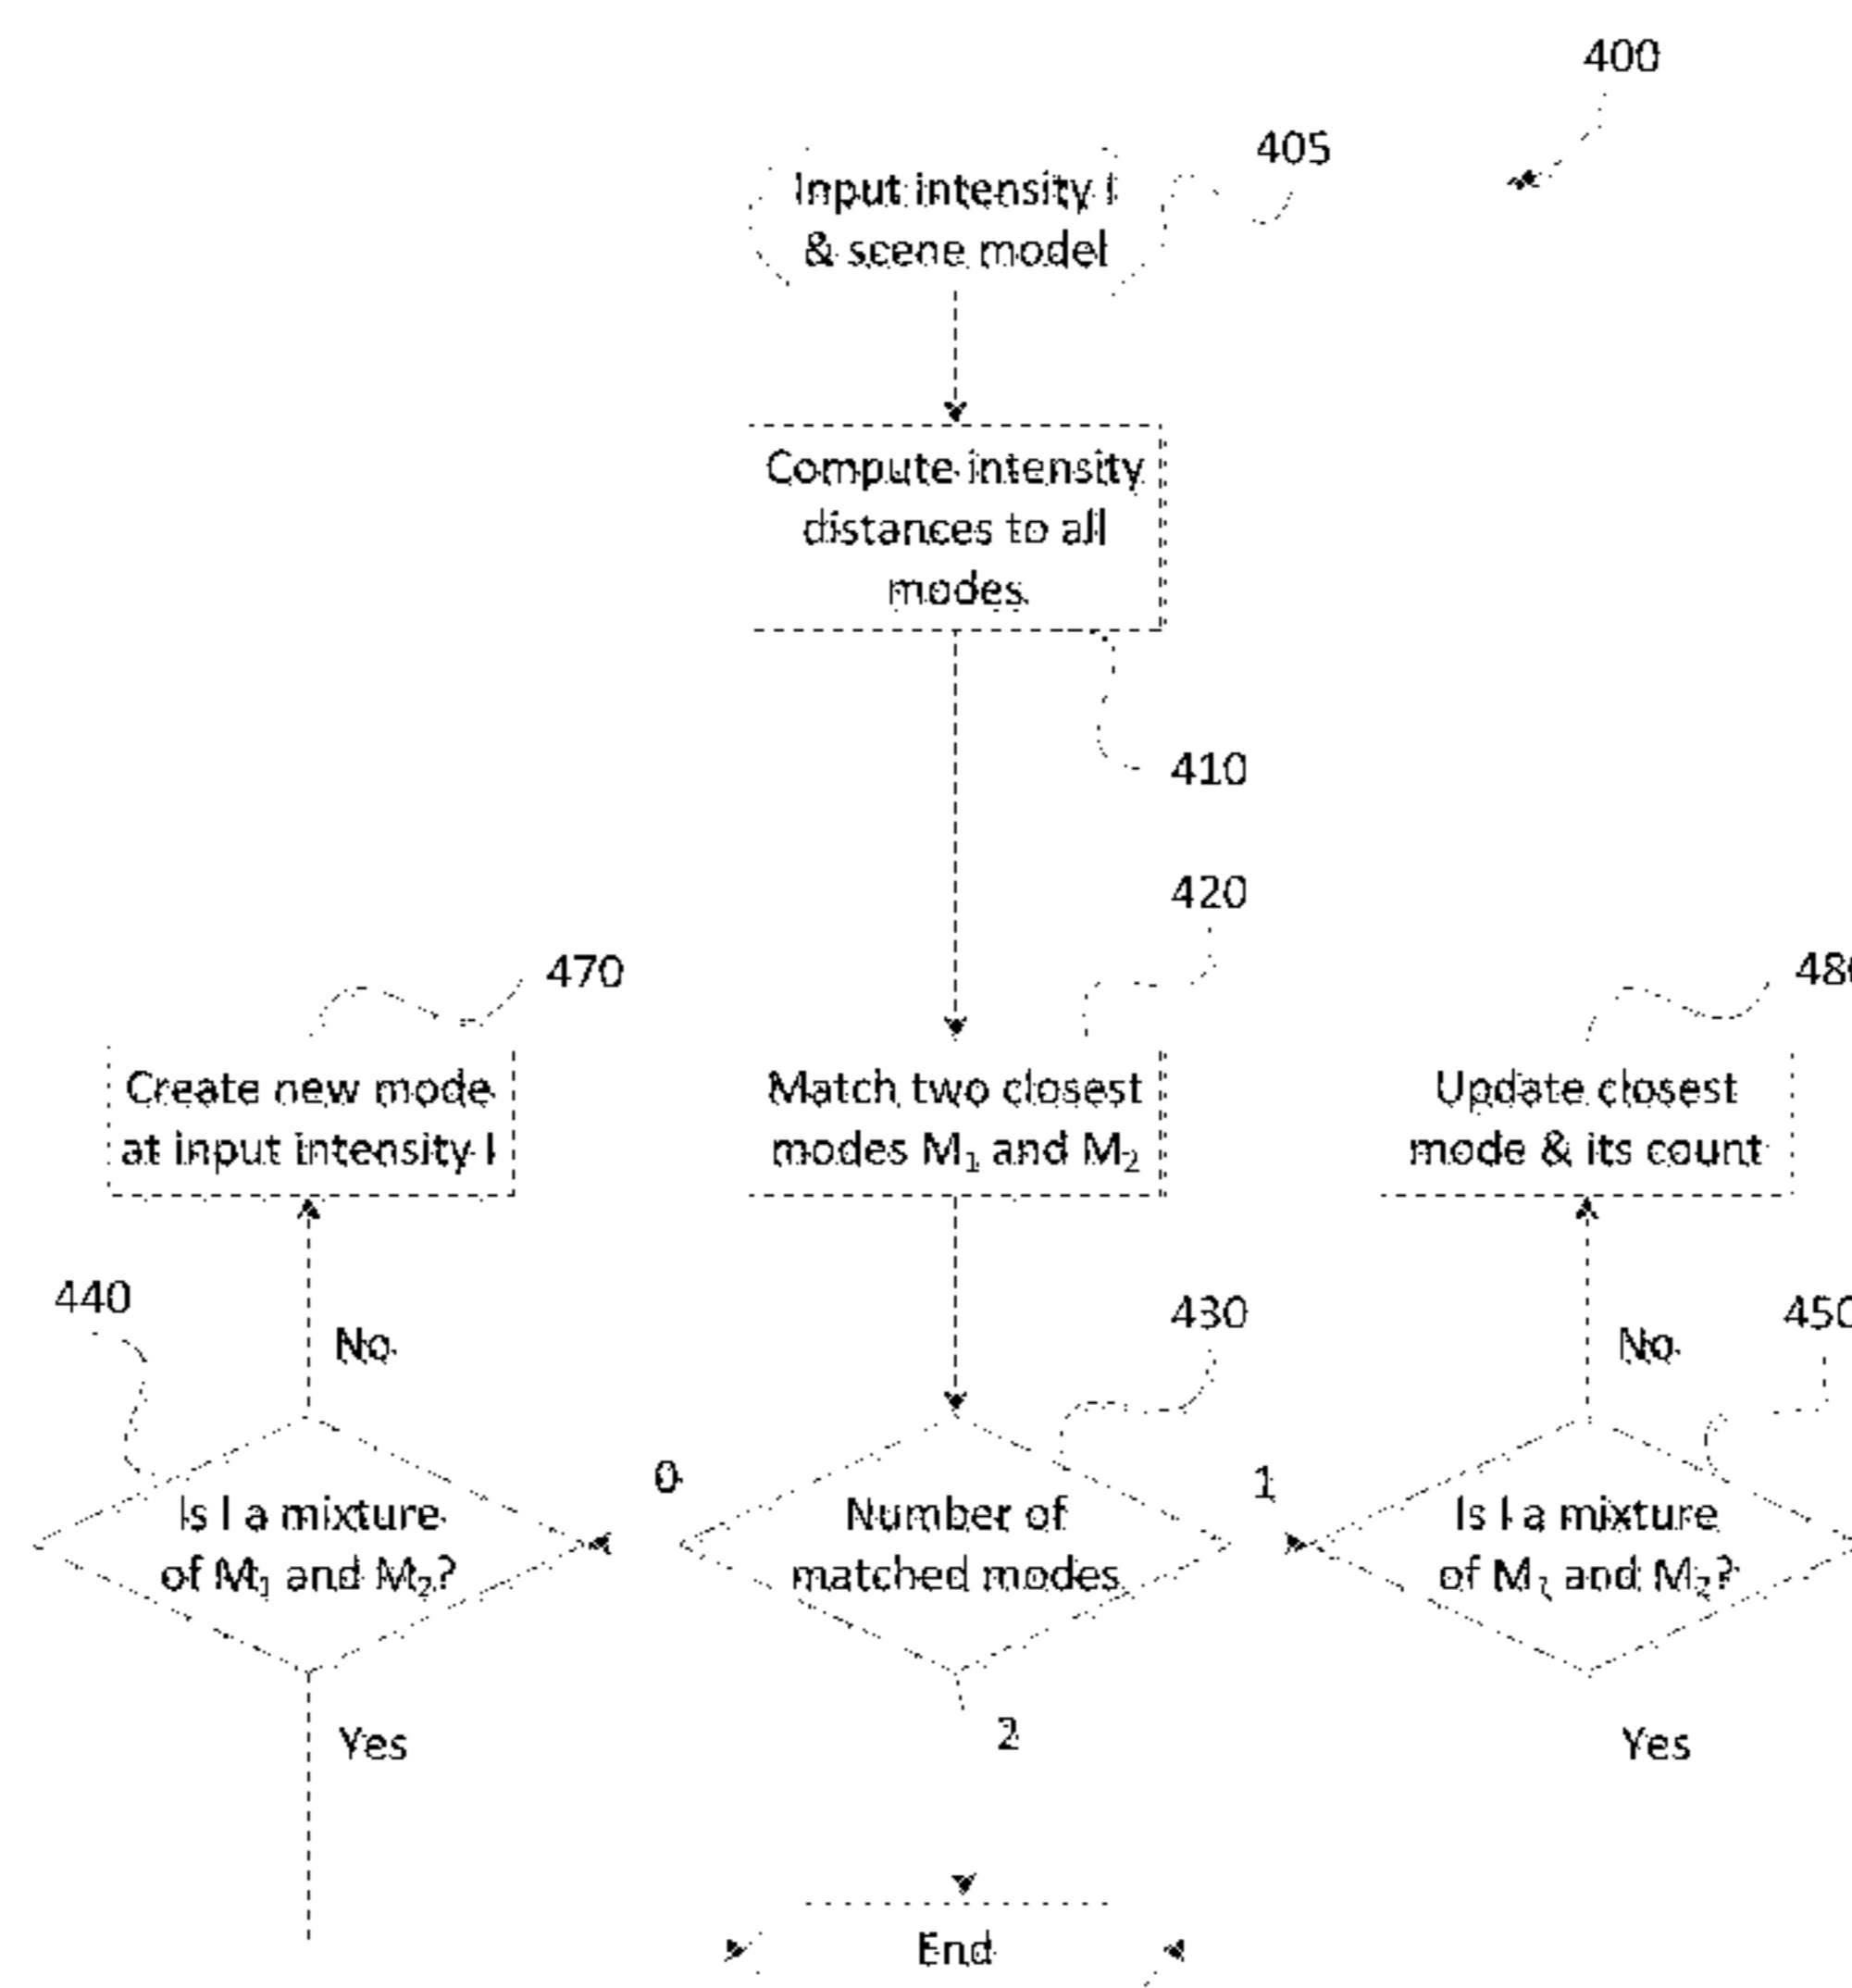 400
405
Input intensity I
& scene model
Compute intensity
distances to all
modes
410
420
470
Create new mode
at input intensity I
Match two closest
modes M₁ and M₂
Update closest
mode & its count
440
No
430
No
0
1
Is I a mixture
of M₁ and M₂?
Number of
matched modes
Is I a mixture
of M₁ and M₂?
Yes
2
Yes
End